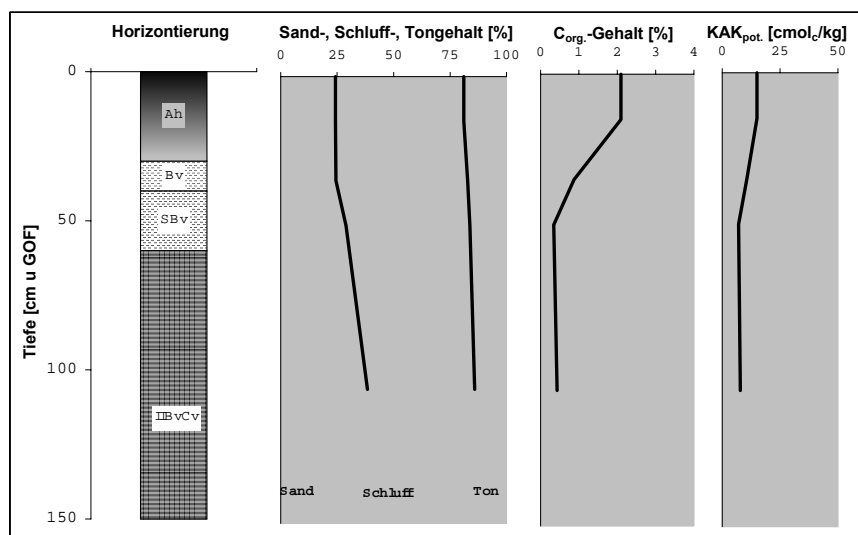 Horizontierung
Sand-, Schluff-, Tongehalt [%]
Corg.-Gehalt [%]
KAKpot. [cmolc/kg]
0 25 50 75 100
0 1 2 3 4
0 25 50
Tiefe [cm u GOF]
0
50
100
150
Ah
Bv
SBv
IIBvCv
Sand Schluff Ton